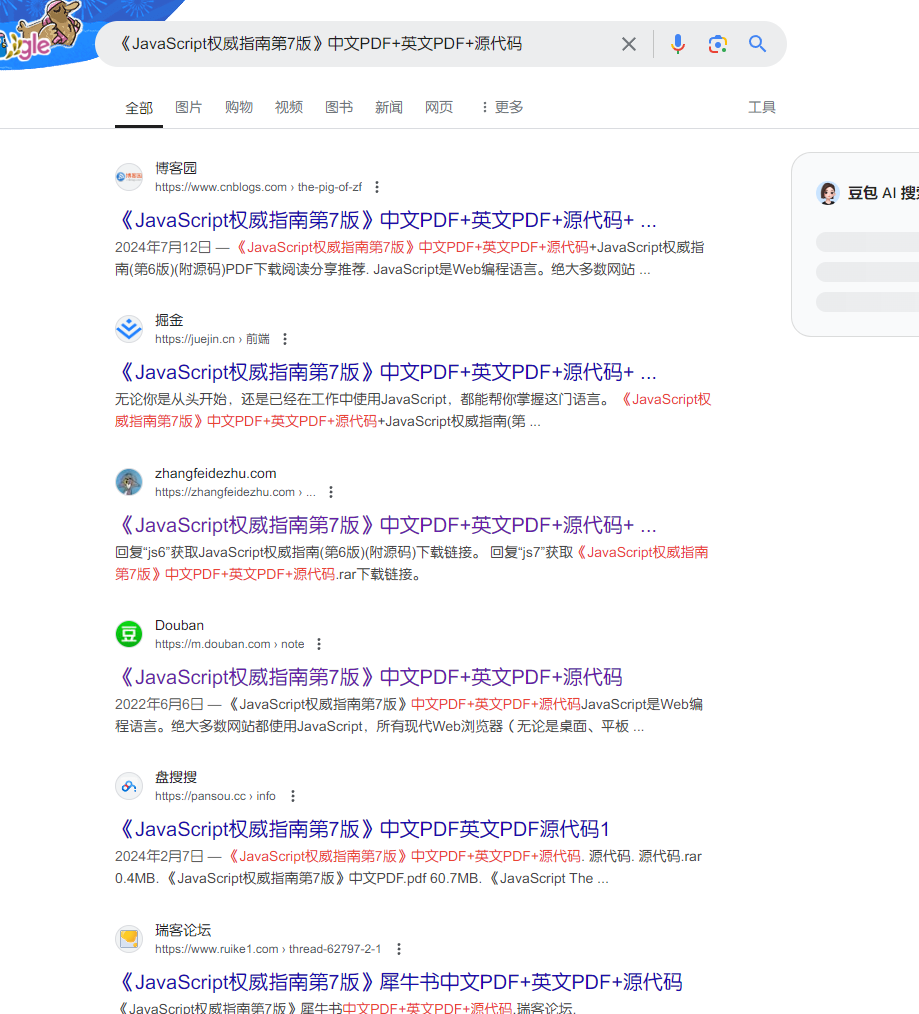 gle
《JavaScript权威指南第7版》中文PDF+英文PDF+源代码
全部 图片 购物 视频 图书 新闻 网页 更多 工具
博客园
https://www.cnblogs.com › the-pig-of-zf
《JavaScript权威指南第7版》中文PDF+英文PDF+源代码+ ...
2024年7月12日 — 《JavaScript权威指南第7版》中文PDF+英文PDF+源代码+JavaScript权威指
南(第6版)(附源码)PDF下载阅读分享推荐. JavaScript是Web编程语言。绝大多数网站 ...
豆包 AI 搜
掘金
https://juejin.cn › 前端
《JavaScript权威指南第7版》中文PDF+英文PDF+源代码+ ...
无论你是从头开始，还是已经在工作中使用JavaScript，都能帮你掌握这门语言。 《JavaScript权
威指南第7版》中文PDF+英文PDF+源代码+JavaScript权威指南(第 ...
zhangfeidezhu.com
https://zhangfeidezhu.com › ...
《JavaScript权威指南第7版》中文PDF+英文PDF+源代码+ ...
回复“js6”获取JavaScript权威指南(第6版)(附源码)下载链接。 回复“js7”获取《JavaScript权威指南
第7版》中文PDF+英文PDF+源代码.rar下载链接。
Douban
https://m.douban.com › note
《JavaScript权威指南第7版》中文PDF+英文PDF+源代码
2022年6月6日 — 《JavaScript权威指南第7版》中文PDF+英文PDF+源代码JavaScript是Web编
程语言。绝大多数网站都使用JavaScript，所有现代Web浏览器（无论是桌面、平板 ...
盘搜搜
https://pansou.cc › info
《JavaScript权威指南第7版》中文PDF英文PDF源代码1
2024年2月7日 — 《JavaScript权威指南第7版》中文PDF+英文PDF+源代码. 源代码. 源代码.rar
0.4MB. 《JavaScript权威指南第7版》中文PDF.pdf 60.7MB. 《JavaScript The ...
瑞客论坛
https://www.ruike1.com › thread-62797-2-1
《JavaScript权威指南第7版》犀牛书中文PDF+英文PDF+源代码
《JavaScript权威指南第7版》犀牛书中文PDF+英文PDF+源代码,瑞客论坛.